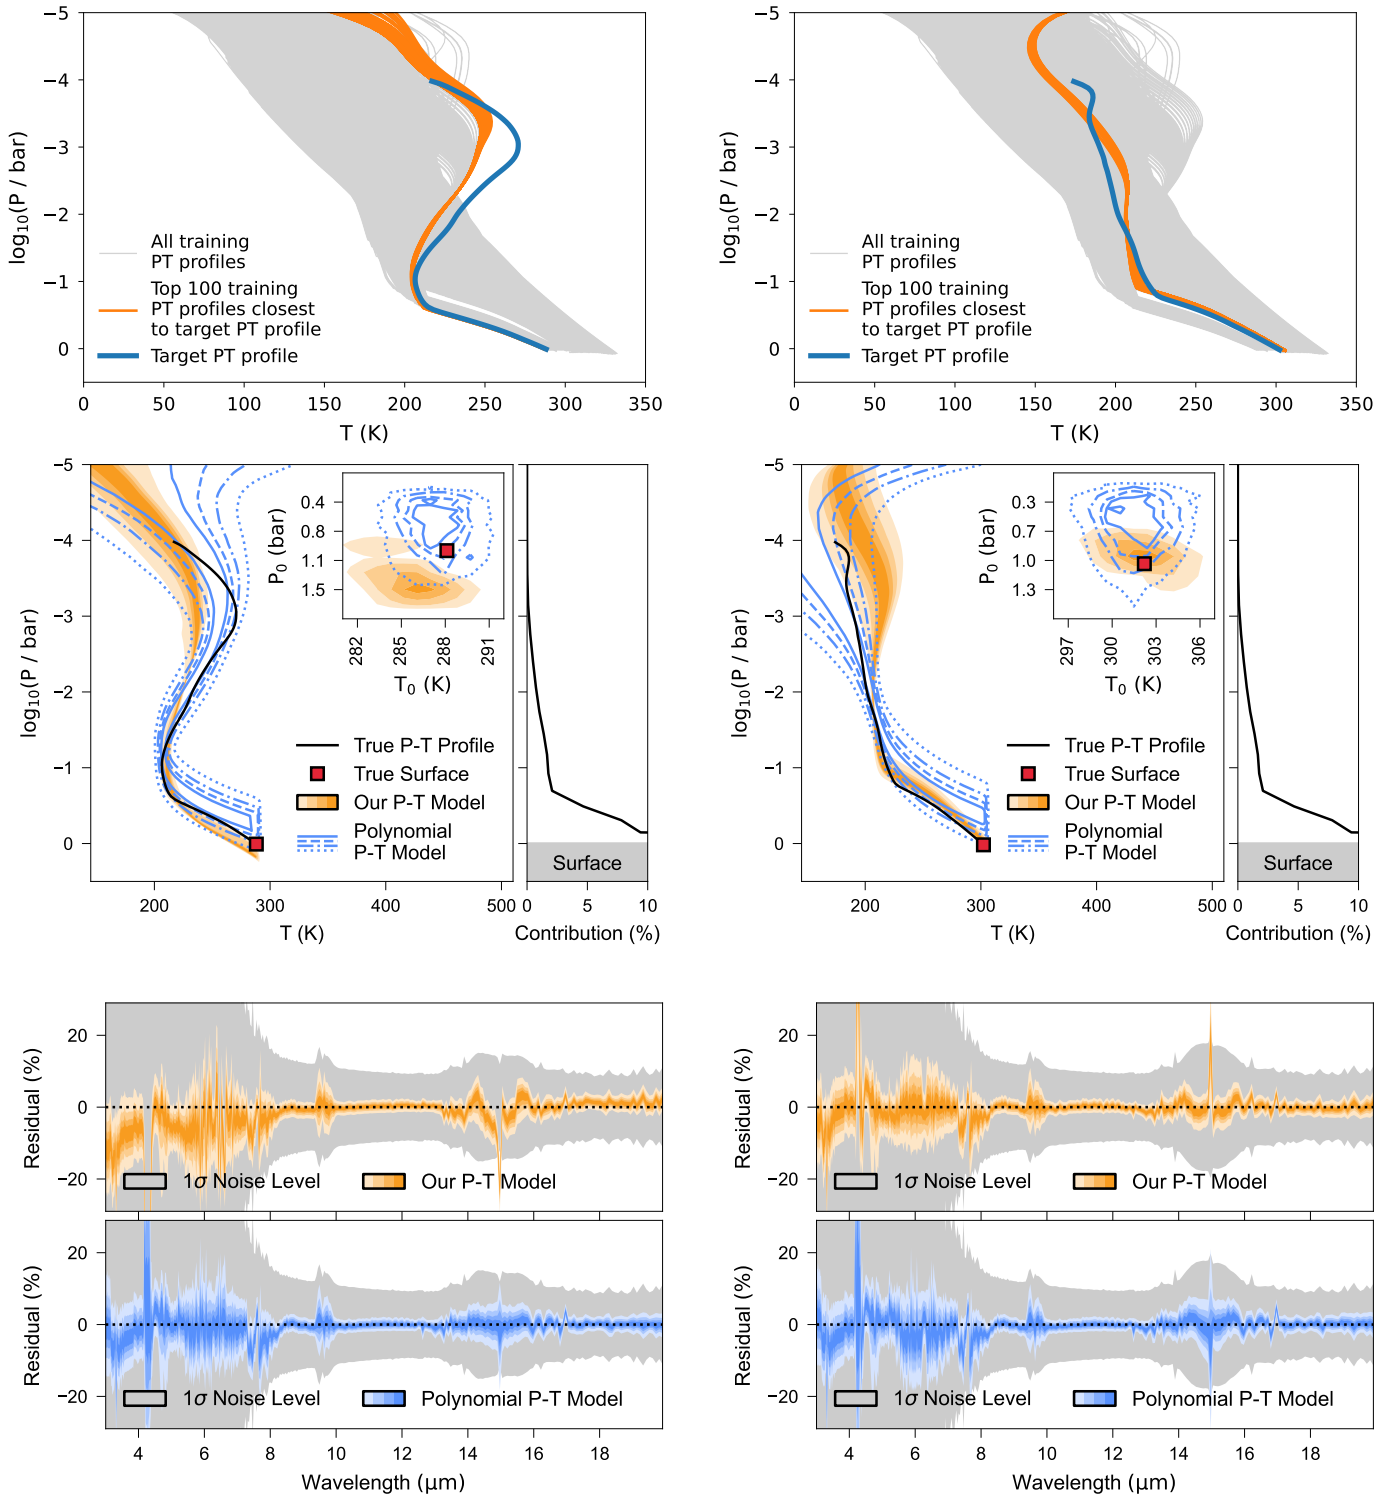 −5
−4
−3
−2
−1
0
log10(P / bar)
All training
PT profiles
Top 100 training
PT profiles closest
to target PT profile
Target PT profile
0 50 100 150 200 250 300 350
T (K)
−5
−4
−3
−2
−1
0
log10(P / bar)
All training
PT profiles
Top 100 training
PT profiles closest
to target PT profile
Target PT profile
0 50 100 150 200 250 300 350
T (K)
−5
−4
−3
−2
−1
0
log10(P / bar)
0.4
0.8
1.1
1.5
P0 (bar)
282 285 288 291
T0 (K)
True P-T Profile
True Surface
Our P-T Model
Polynomial
P-T Model
200 300 400 500
T (K)
Surface
0 5 10
Contribution (%)
−5
−4
−3
−2
−1
0
log10(P / bar)
0.3
0.7
1.0
1.3
P0 (bar)
297 300 303 306
T0 (K)
True P-T Profile
True Surface
Our P-T Model
Polynomial
P-T Model
200 300 400 500
T (K)
Surface
0 5 10
Contribution (%)
20
0
−20
Residual (%)
1σ Noise Level
Our P-T Model
20
0
−20
Residual (%)
1σ Noise Level
Polynomial P-T Model
4 6 8 10 12 14 16 18
Wavelength (μm)
20
0
−20
Residual (%)
1σ Noise Level
Our P-T Model
20
0
−20
Residual (%)
1σ Noise Level
Polynomial P-T Model
4 6 8 10 12 14 16 18
Wavelength (μm)